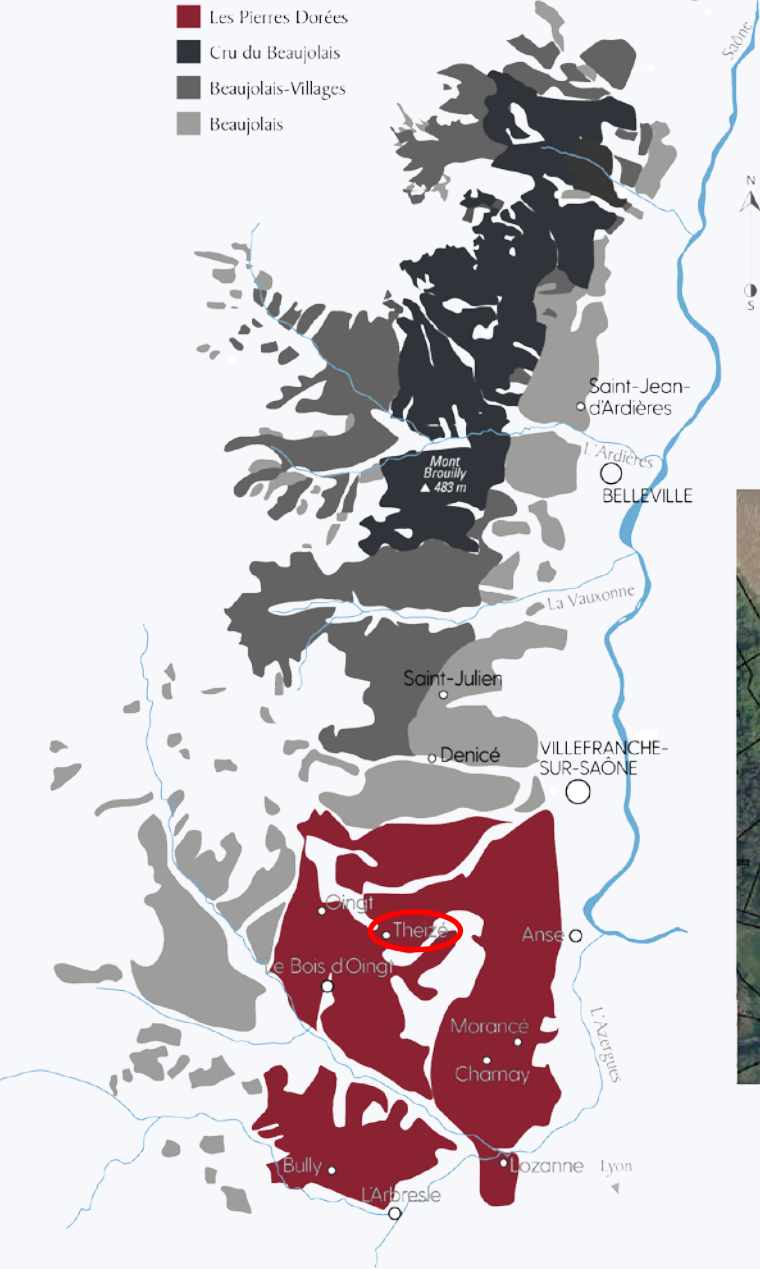 Les Pierres Dorées
Cru du Beaujolais
Beaujolais-Villages
Beaujolais
Saône
N
S
Saint-Jean-
d'Ardières
L'Ardières
Mont
Brouilly
▲ 483 m
BELLEVILLE
La Vauxonne
Saint-Julien
Denicé
VILLEFRANCHE-
SUR-SAÔNE
Oingt
Theizé
Anse
Le Bois d'Oingt
L'Azergues
Morancé
Charnay
Bully
Lozanne
Lyon
L'Arbresle